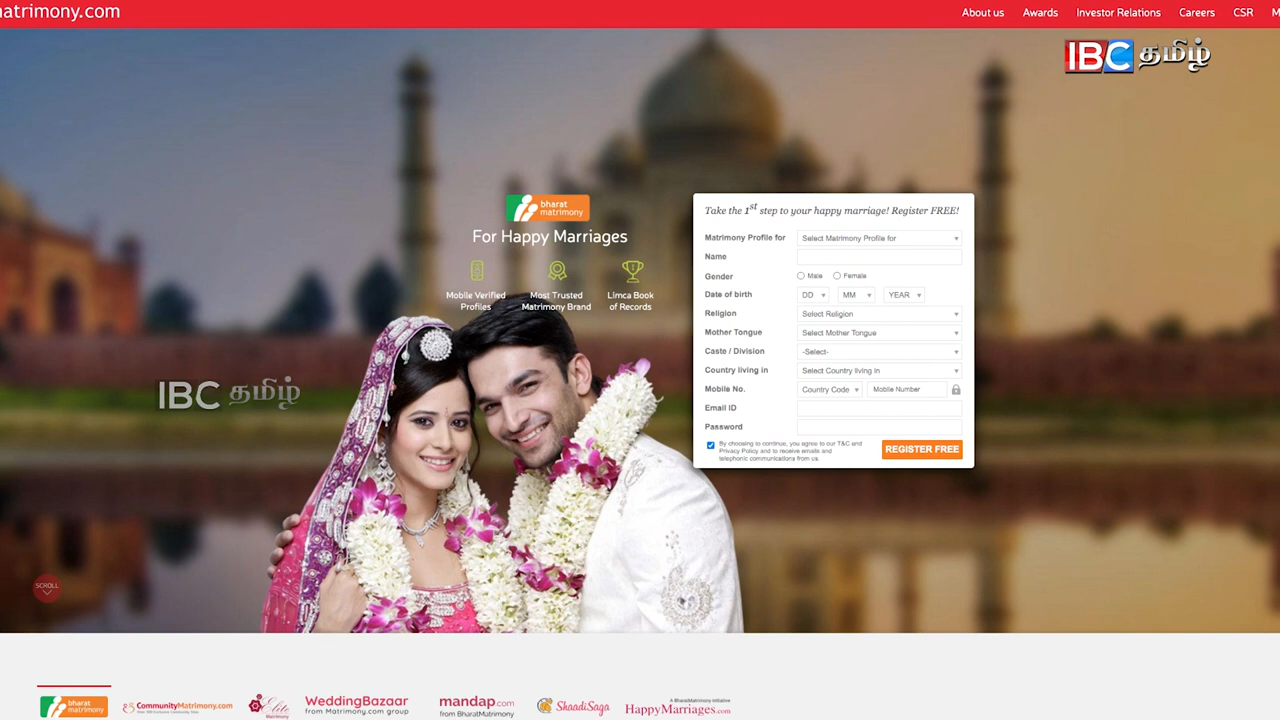 matrimony.com
About us Awards Investor Relations Careers CSR M
IBC தமிழ்
bharat
matrimony
For Happy Marriages
Mobile Verified
Profiles
Most Trusted
Matrimony Brand
Limca Book
of Records
Take the 1st step to your happy marriage! Register FREE!
Matrimony Profile for Select Matrimony Profile for
Name
Gender Male Female
Date of birth DD MM YEAR
Religion Select Religion
Mother Tongue Select Mother Tongue
Caste / Division -Select-
Country living in Select Country living in
Mobile No. Country Code Mobile Number
Email ID
Password
By choosing to continue, you agree to our T&C and
Privacy Policy and to receive emails and
telephonic communications from us.
REGISTER FREE
IBC தமிழ்
SCROLL
bharat
matrimony
CommunityMatrimony.com
Elite
Matrimony
WeddingBazaar
from Matrimony.com group
mandap.com
from BharatMatrimony
ShaadiSaga
A BharatMatrimony Initiative
HappyMarriages.com